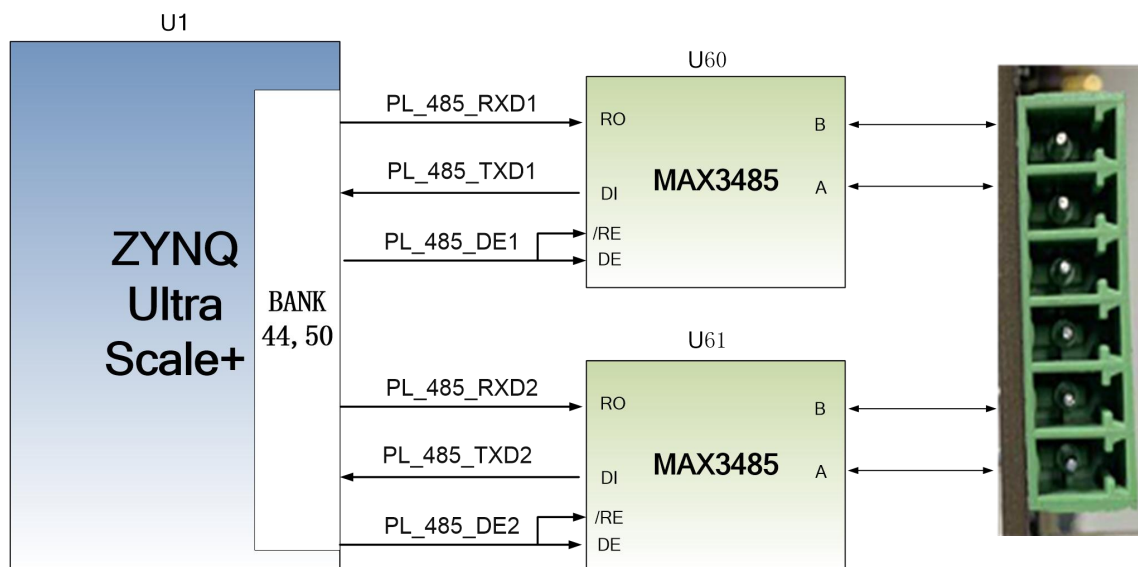 U1
ZYNQ
Ultra
Scale+
BANK
44,50
PL_485_RXD1
PL_485_TXD1
PL_485_DE1
U60
RO
DI
/RE
DE
MAX3485
B
A
PL_485_RXD2
PL_485_TXD2
PL_485_DE2
U61
RO
DI
/RE
DE
MAX3485
B
A